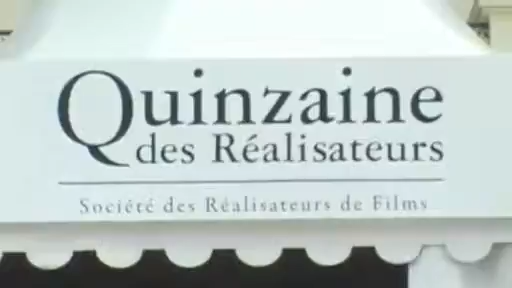 Quinzaine
des Réalisateurs
Société des Réalisateurs de Films